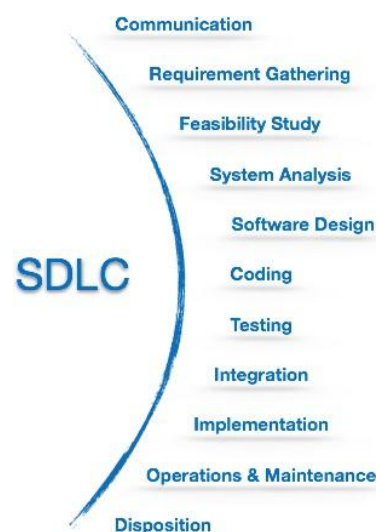 Communication
Requirement Gathering
Feasibility Study
System Analysis
Software Design
SDLC
Coding
Testing
Integration
Implementation
Operations & Maintenance
Disposition